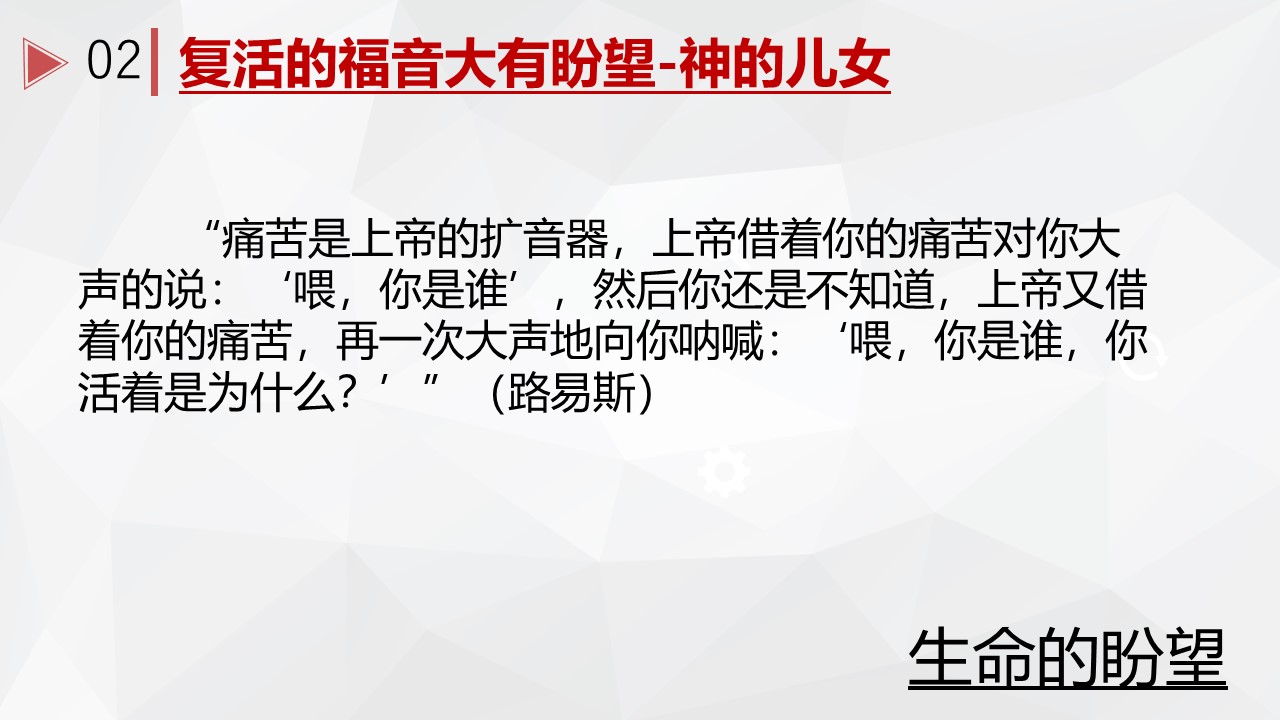 02 复活的福音大有盼望-神的儿女
“痛苦是上帝的扩音器，上帝借着你的痛苦对你大
声的说：‘喂，你是谁’，然后你还是不知道，上帝又借
着你的痛苦，再一次大声地向你呐喊：‘喂，你是谁，你
活着是为什么？’”（路易斯）
生命的盼望